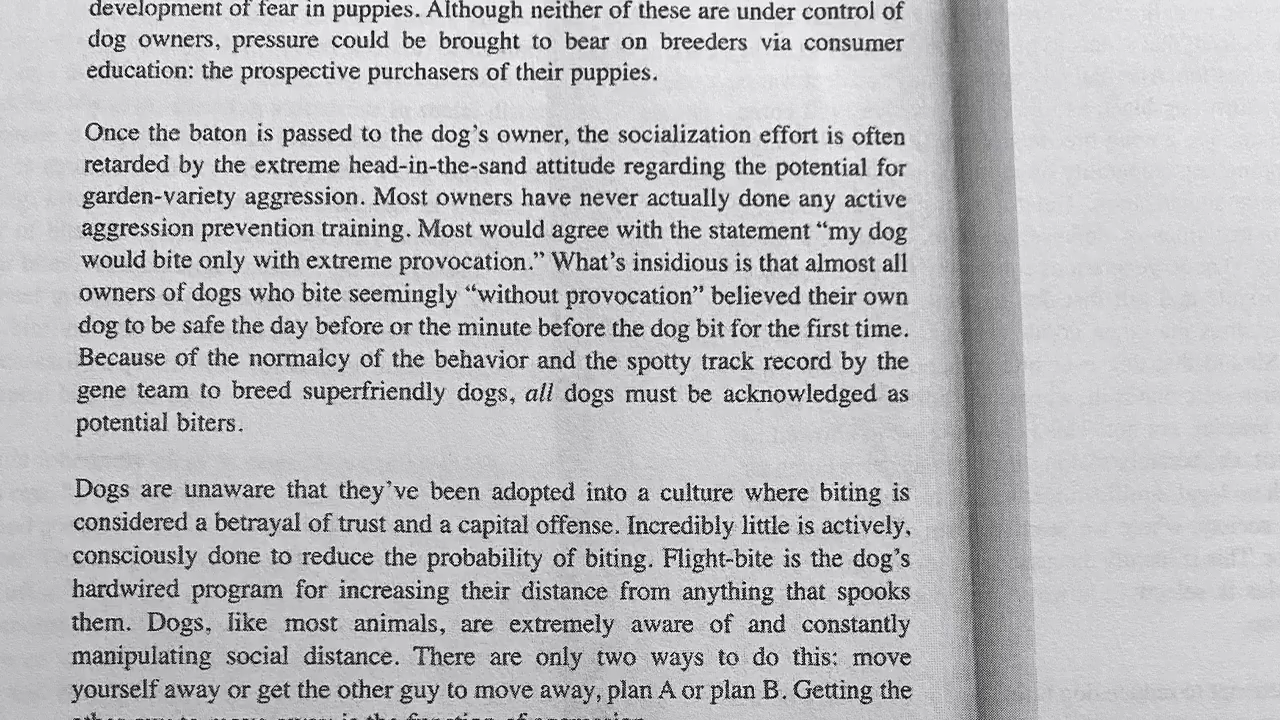 development of fear in puppies. Although neither of these are under control of
dog owners, pressure could be brought to bear on breeders via consumer
education: the prospective purchasers of their puppies.
Once the baton is passed to the dog's owner, the socialization effort is often
retarded by the extreme head-in-the-sand attitude regarding the potential for
garden-variety aggression. Most owners have never actually done any active
aggression prevention training. Most would agree with the statement “my dog
would bite only with extreme provocation.” What's insidious is that almost all
owners of dogs who bite seemingly “without provocation” believed their own
dog to be safe the day before or the minute before the dog bit for the first time.
Because of the normalcy of the behavior and the spotty track record by the
gene team to breed superfriendly dogs, all dogs must be acknowledged as
potential biters.
Dogs are unaware that they've been adopted into a culture where biting is
considered a betrayal of trust and a capital offense. Incredibly little is actively,
consciously done to reduce the probability of biting. Flight-bite is the dog's
hardwired program for increasing their distance from anything that spooks
them. Dogs, like most animals, are extremely aware of and constantly
manipulating social distance. There are only two ways to do this: move
yourself away or get the other guy to move away, plan A or plan B. Getting the